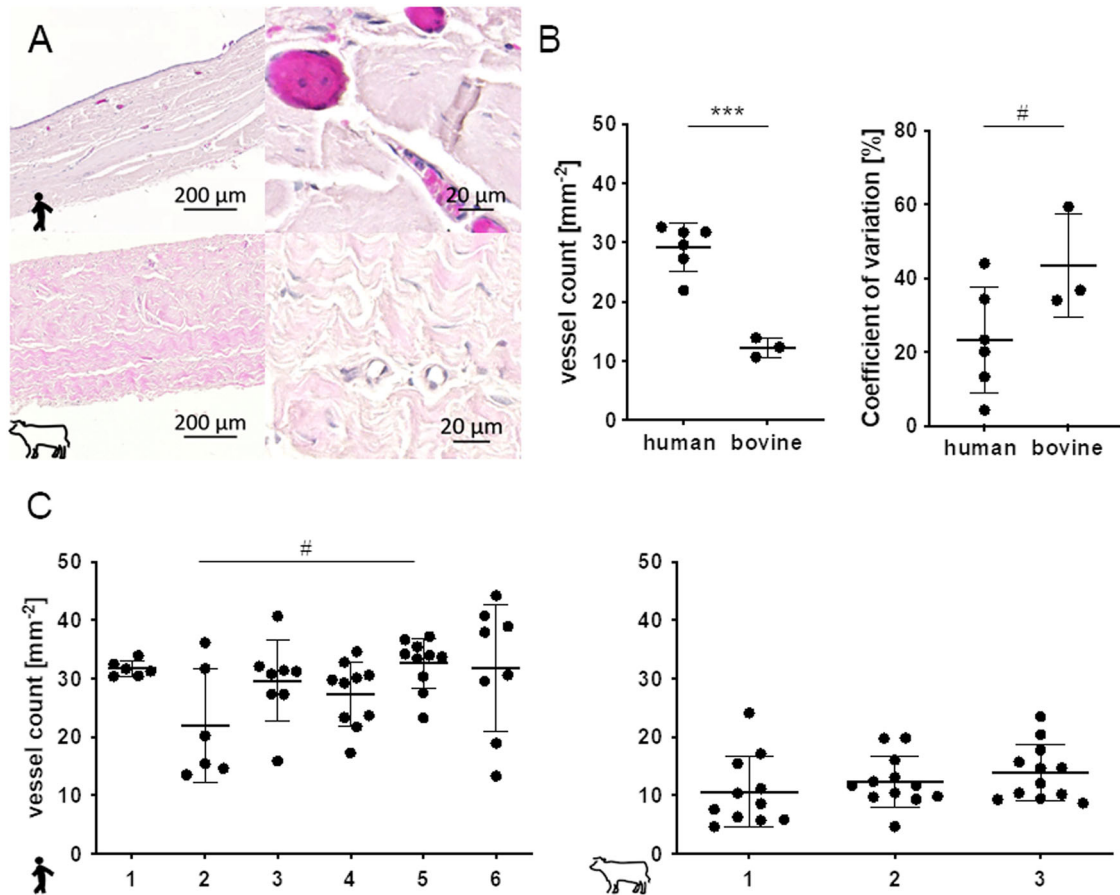 A
200 µm
20 µm
200 µm
20 µm
B
vessel count [mm⁻²]
50
40
30
20
10
0
***
human bovine
Coefficient of variation [%]
80
60
40
20
0
#
human bovine
C
vessel count [mm⁻²]
50
40
30
20
10
0
#
1 2 3 4 5 6
50
40
30
20
10
0
1 2 3